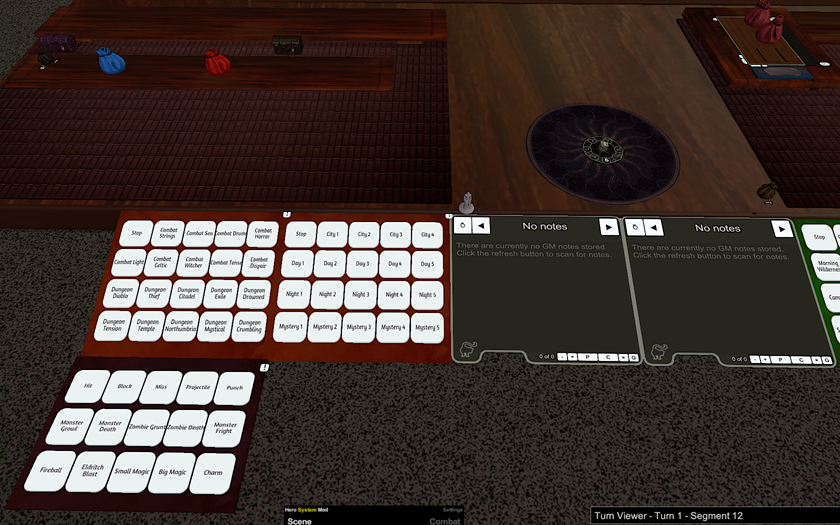 Stop
Combat Strings
Combat Sea
Combat Drum
Combat Horror
Combat Light
Combat Celtic
Combat Witcher
Combat Tense
Combat Dispair
Dungeon Diablo
Dungeon Thief
Dungeon Citadel
Dungeon Exile
Dungeon Drowned
Dungeon Tension
Dungeon Temple
Dungeon Northumbria
Dungeon Mystical
Dungeon Crumbling
Stop
City 1
City 2
City 3
City 4
Day 1
Day 2
Day 3
Day 4
Day 5
Night 1
Night 2
Night 3
Night 4
Night 5
Mystery 1
Mystery 2
Mystery 3
Mystery 4
Mystery 5
No notes
There are currently no GM notes stored.
Click the refresh button to scan for notes.
0 of 0
- + P C × G
No notes
There are currently no GM notes stored.
Click the refresh button to scan for notes.
0 of 0
- + P C × G
Stop
Morning
Hit
Block
Miss
Projectile
Punch
Monster Growl
Monster Death
Zombie Grunt
Zombie Death
Monster Fright
Fireball
Eldritch Blast
Small Magic
Big Magic
Charm
Hero System Mod
Settings
Scene
Combat
Turn Viewer - Turn 1 - Segment 12